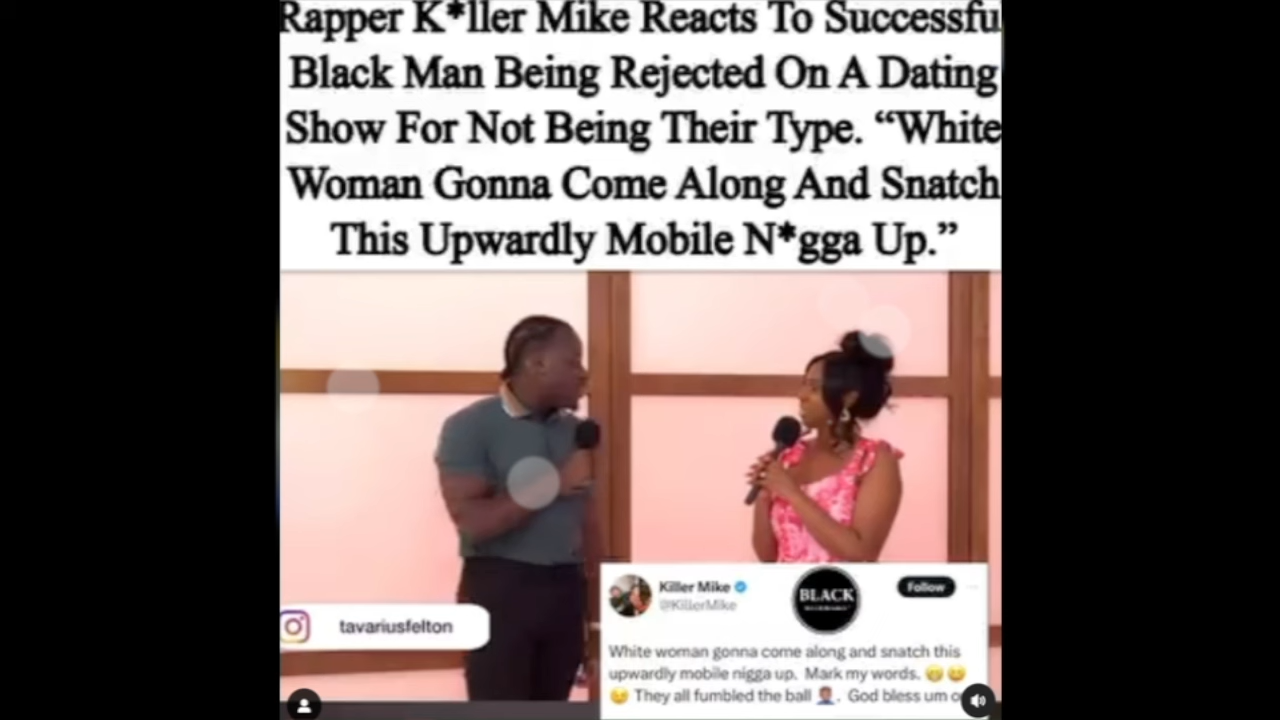 Rapper K*ller Mike Reacts To Successfu
Black Man Being Rejected On A Dating
Show For Not Being Their Type. “White
Woman Gonna Come Along And Snatch
This Upwardly Mobile N*gga Up.”
Killer Mike
@KillerMike
BLACK
Follow
tavariusfelton
White woman gonna come along and snatch this
upwardly mobile nigga up. Mark my words. 😁😆
😉 They all fumbled the ball 🤦🏾‍♂️. God bless um